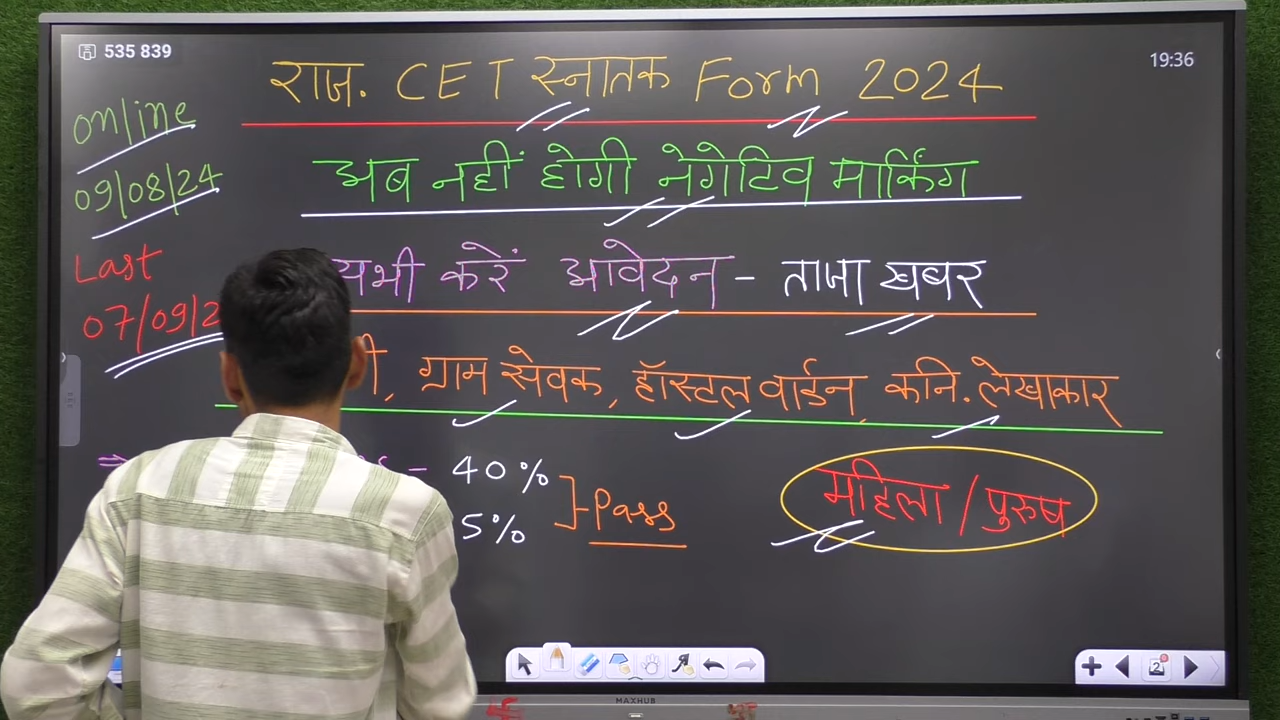 535 839
19:36
राज. CET स्नातक Form 2024
Online
09/08/24
अब नहीं होगी नेगेटिव मार्किंग
Last
07/09/2
भी करें आवेदन - ताजा खबर
ग्राम सेवक, हॉस्टल वार्डन, कनि. लेखाकार
- 40%
5%
Pass
महिला / पुरुष
2
MAXHUB